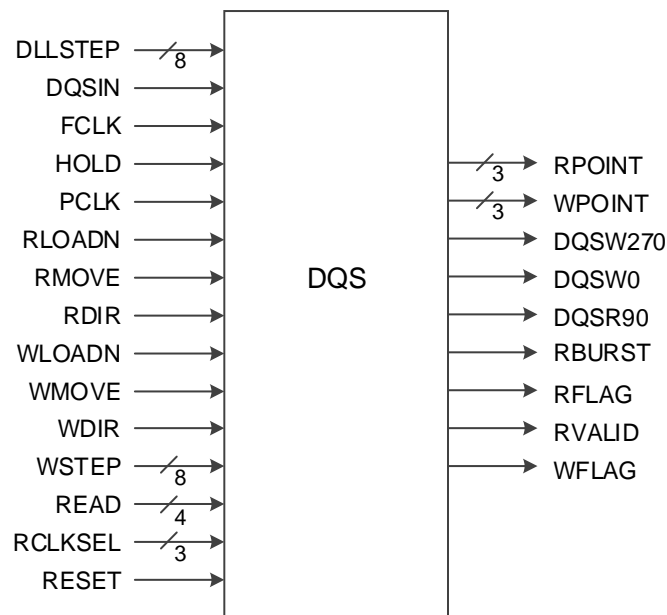 DLLSTEP
8
DQSIN
FCLK
HOLD
PCLK
RLOADN
RMOVE
RDIR
WLOADN
WMOVE
WDIR
WSTEP
8
READ
4
RCLKSEL
3
RESET
DQS
3
RPOINT
3
WPOINT
DQSW270
DQSW0
DQSR90
RBURST
RFLAG
RVALID
WFLAG